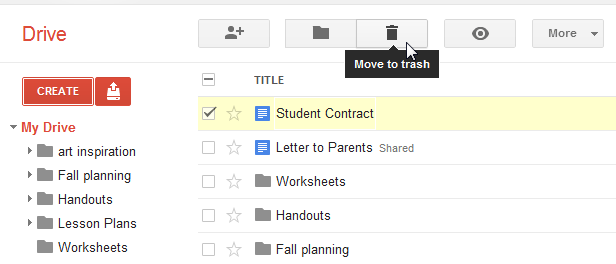 Drive
More
Move to trash
CREATE
TITLE
My Drive
art inspiration
Fall planning
Handouts
Lesson Plans
Worksheets
Student Contract
Letter to Parents Shared
Worksheets
Handouts
Fall planning